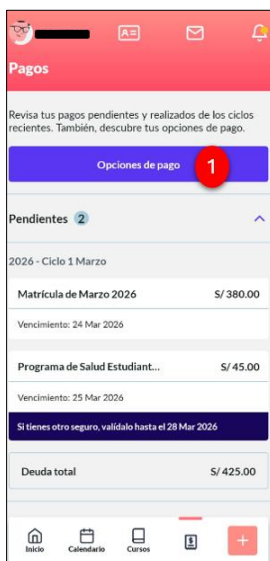 Pagos
Revisa tus pagos pendientes y realizados de los ciclos
recientes. También, descubre tus opciones de pago.
Opciones de pago
1
Pendientes 2
2026 - Ciclo 1 Marzo
Matrícula de Marzo 2026 S/ 380.00
Vencimiento: 24 Mar 2026
Programa de Salud Estudiant... S/ 45.00
Vencimiento: 25 Mar 2026
Si tienes otro seguro, valídalo hasta el 28 Mar 2026
Deuda total S/ 425.00
Inicio Calendario Cursos